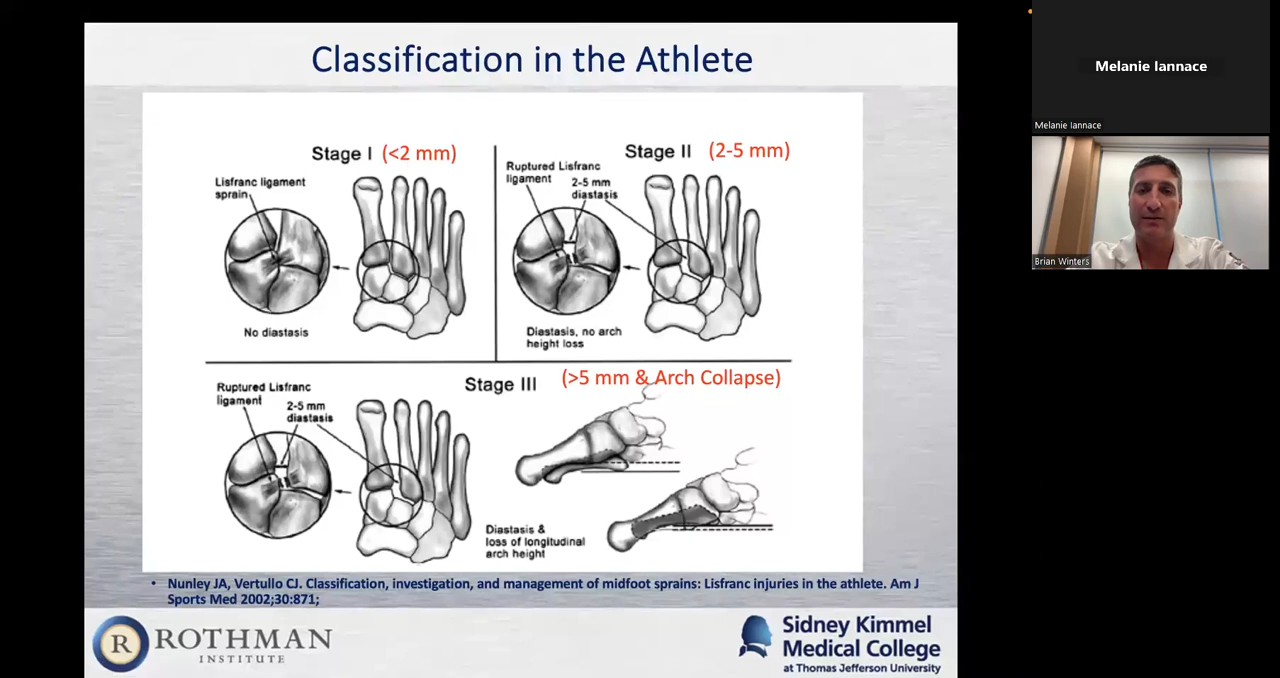 Classification in the Athlete
Stage I (<2 mm)
Lisfranc ligament
sprain
No diastasis
Stage II (2-5 mm)
Ruptured Lisfranc
ligament
2-5 mm
diastasis
Diastasis, no arch
height loss
Stage III (>5 mm & Arch Collapse)
Ruptured Lisfranc
ligament
2-5 mm
diastasis
Diastasis &
loss of longitudinal
arch height
• Nunley JA, Vertullo CJ. Classification, investigation, and management of midfoot sprains: Lisfranc injuries in the athlete. Am J
Sports Med 2002;30:871;
R ROTHMAN
INSTITUTE
Sidney Kimmel
Medical College
at Thomas Jefferson University
Melanie Iannace
Melanie Iannace
Brian Winters